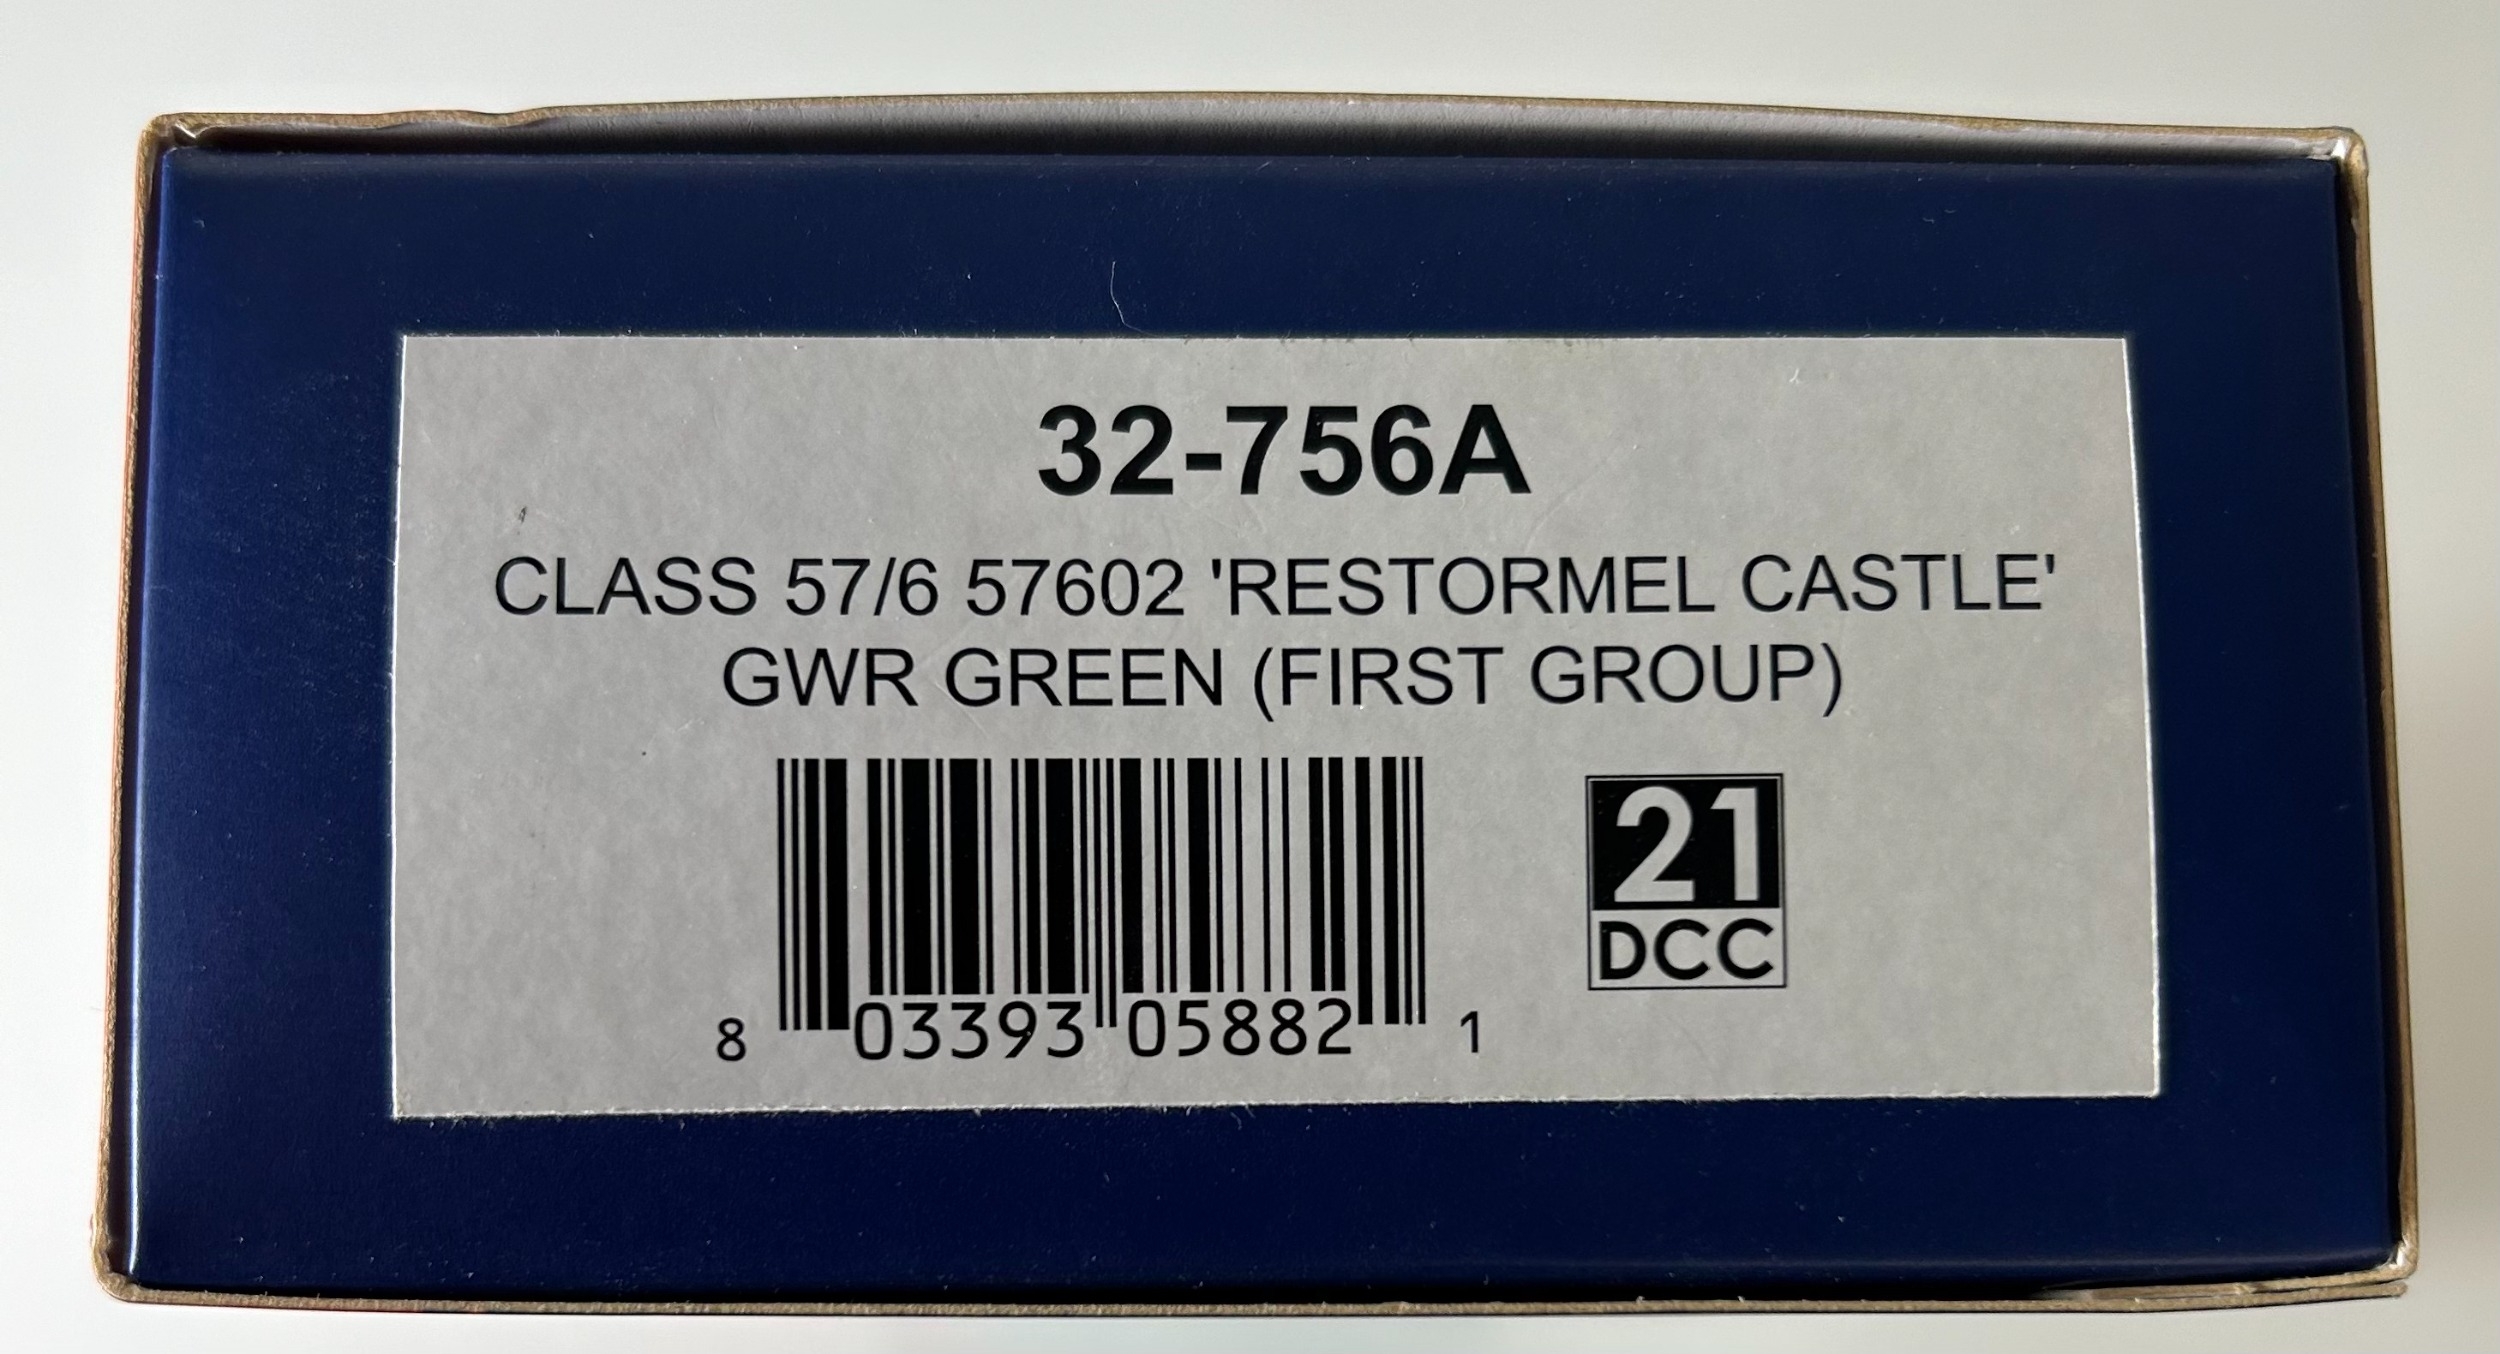 32-756A
CLASS 57/6 57602 'RESTORMEL CASTLE'
GWR GREEN (FIRST GROUP)
21
DCC
8 03393 05882 1